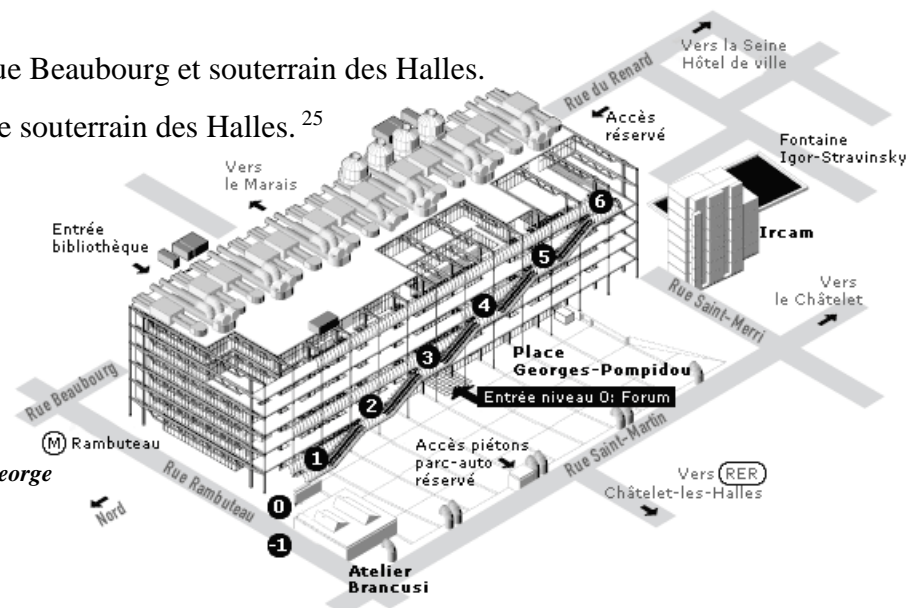 ue Beaubourg et souterrain des Halles.
e souterrain des Halles. 25
Vers la Seine
Hôtel de ville
Rue du Renard
Accès
réservé
Fontaine
Igor-Stravinsky
Vers
le Marais
Entrée
bibliothèque
6
Ircam
5
Vers
le Châtelet
Rue Saint-Merri
4
3
Place
Georges-Pompidou
Entrée niveau 0: Forum
Rue Beaubourg
2
M Rambuteau
1
Accès piétons
parc-auto
réservé
Rue Saint-Martin
eorge
Rue Rambuteau
Vers RER
Châtelet-les-Halles
Nord
0
-1
Atelier
Brancusi